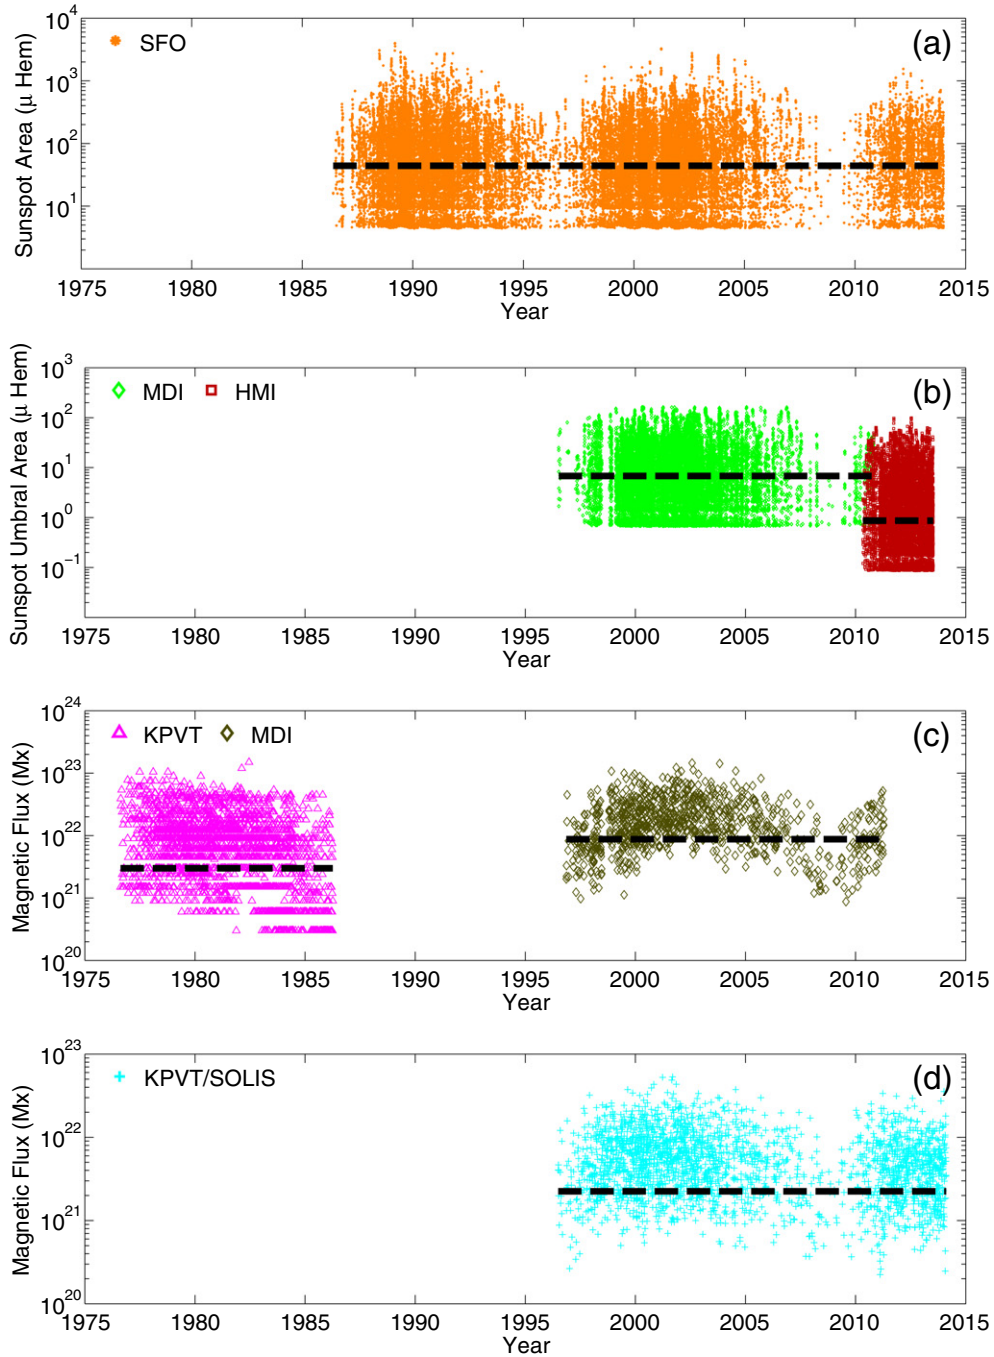 (a)
SFO
Sunspot Area (μ Hem)
10^4
10^3
10^2
10^1
1975 1980 1985 1990 1995 2000 2005 2010 2015
Year
(b)
MDI HMI
Sunspot Umbral Area (μ Hem)
10^3
10^2
10^1
10^0
10^−1
1975 1980 1985 1990 1995 2000 2005 2010 2015
Year
(c)
KPVT MDI
Magnetic Flux (Mx)
10^24
10^23
10^22
10^21
10^20
1975 1980 1985 1990 1995 2000 2005 2010 2015
Year
(d)
KPVT/SOLIS
Magnetic Flux (Mx)
10^23
10^22
10^21
10^20
1975 1980 1985 1990 1995 2000 2005 2010 2015
Year